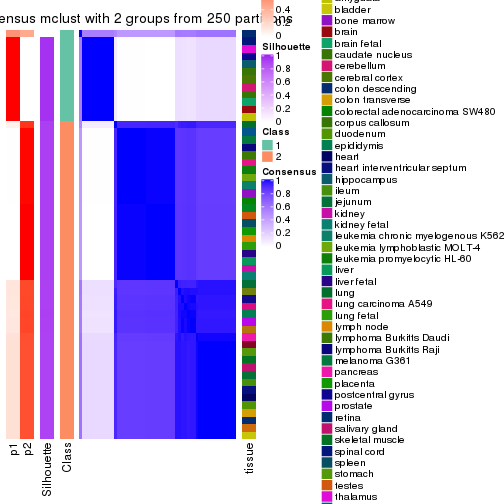 ensus mclust with 2 groups from 250 partitions
0.4
0.2
0
Silhouette
1
0.8
0.6
0.4
0.2
0
Class
1
2
Consensus
1
0.8
0.6
0.4
0.2
0
p1
p2
Silhouette
Class
tissue
bladder
bone marrow
brain
brain fetal
caudate nucleus
cerebellum
cerebral cortex
colon descending
colon transverse
colorectal adenocarcinoma SW480
corpus callosum
duodenum
epididymis
heart
heart interventricular septum
hippocampus
ileum
jejunum
kidney
kidney fetal
leukemia chronic myelogenous K562
leukemia lymphoblastic MOLT-4
leukemia promyelocytic HL-60
liver
liver fetal
lung
lung carcinoma A549
lung fetal
lymph node
lymphoma Burkitts Daudi
lymphoma Burkitts Raji
melanoma G361
pancreas
placenta
postcentral gyrus
prostate
retina
salivary gland
skeletal muscle
spinal cord
spleen
stomach
testes
thalamus